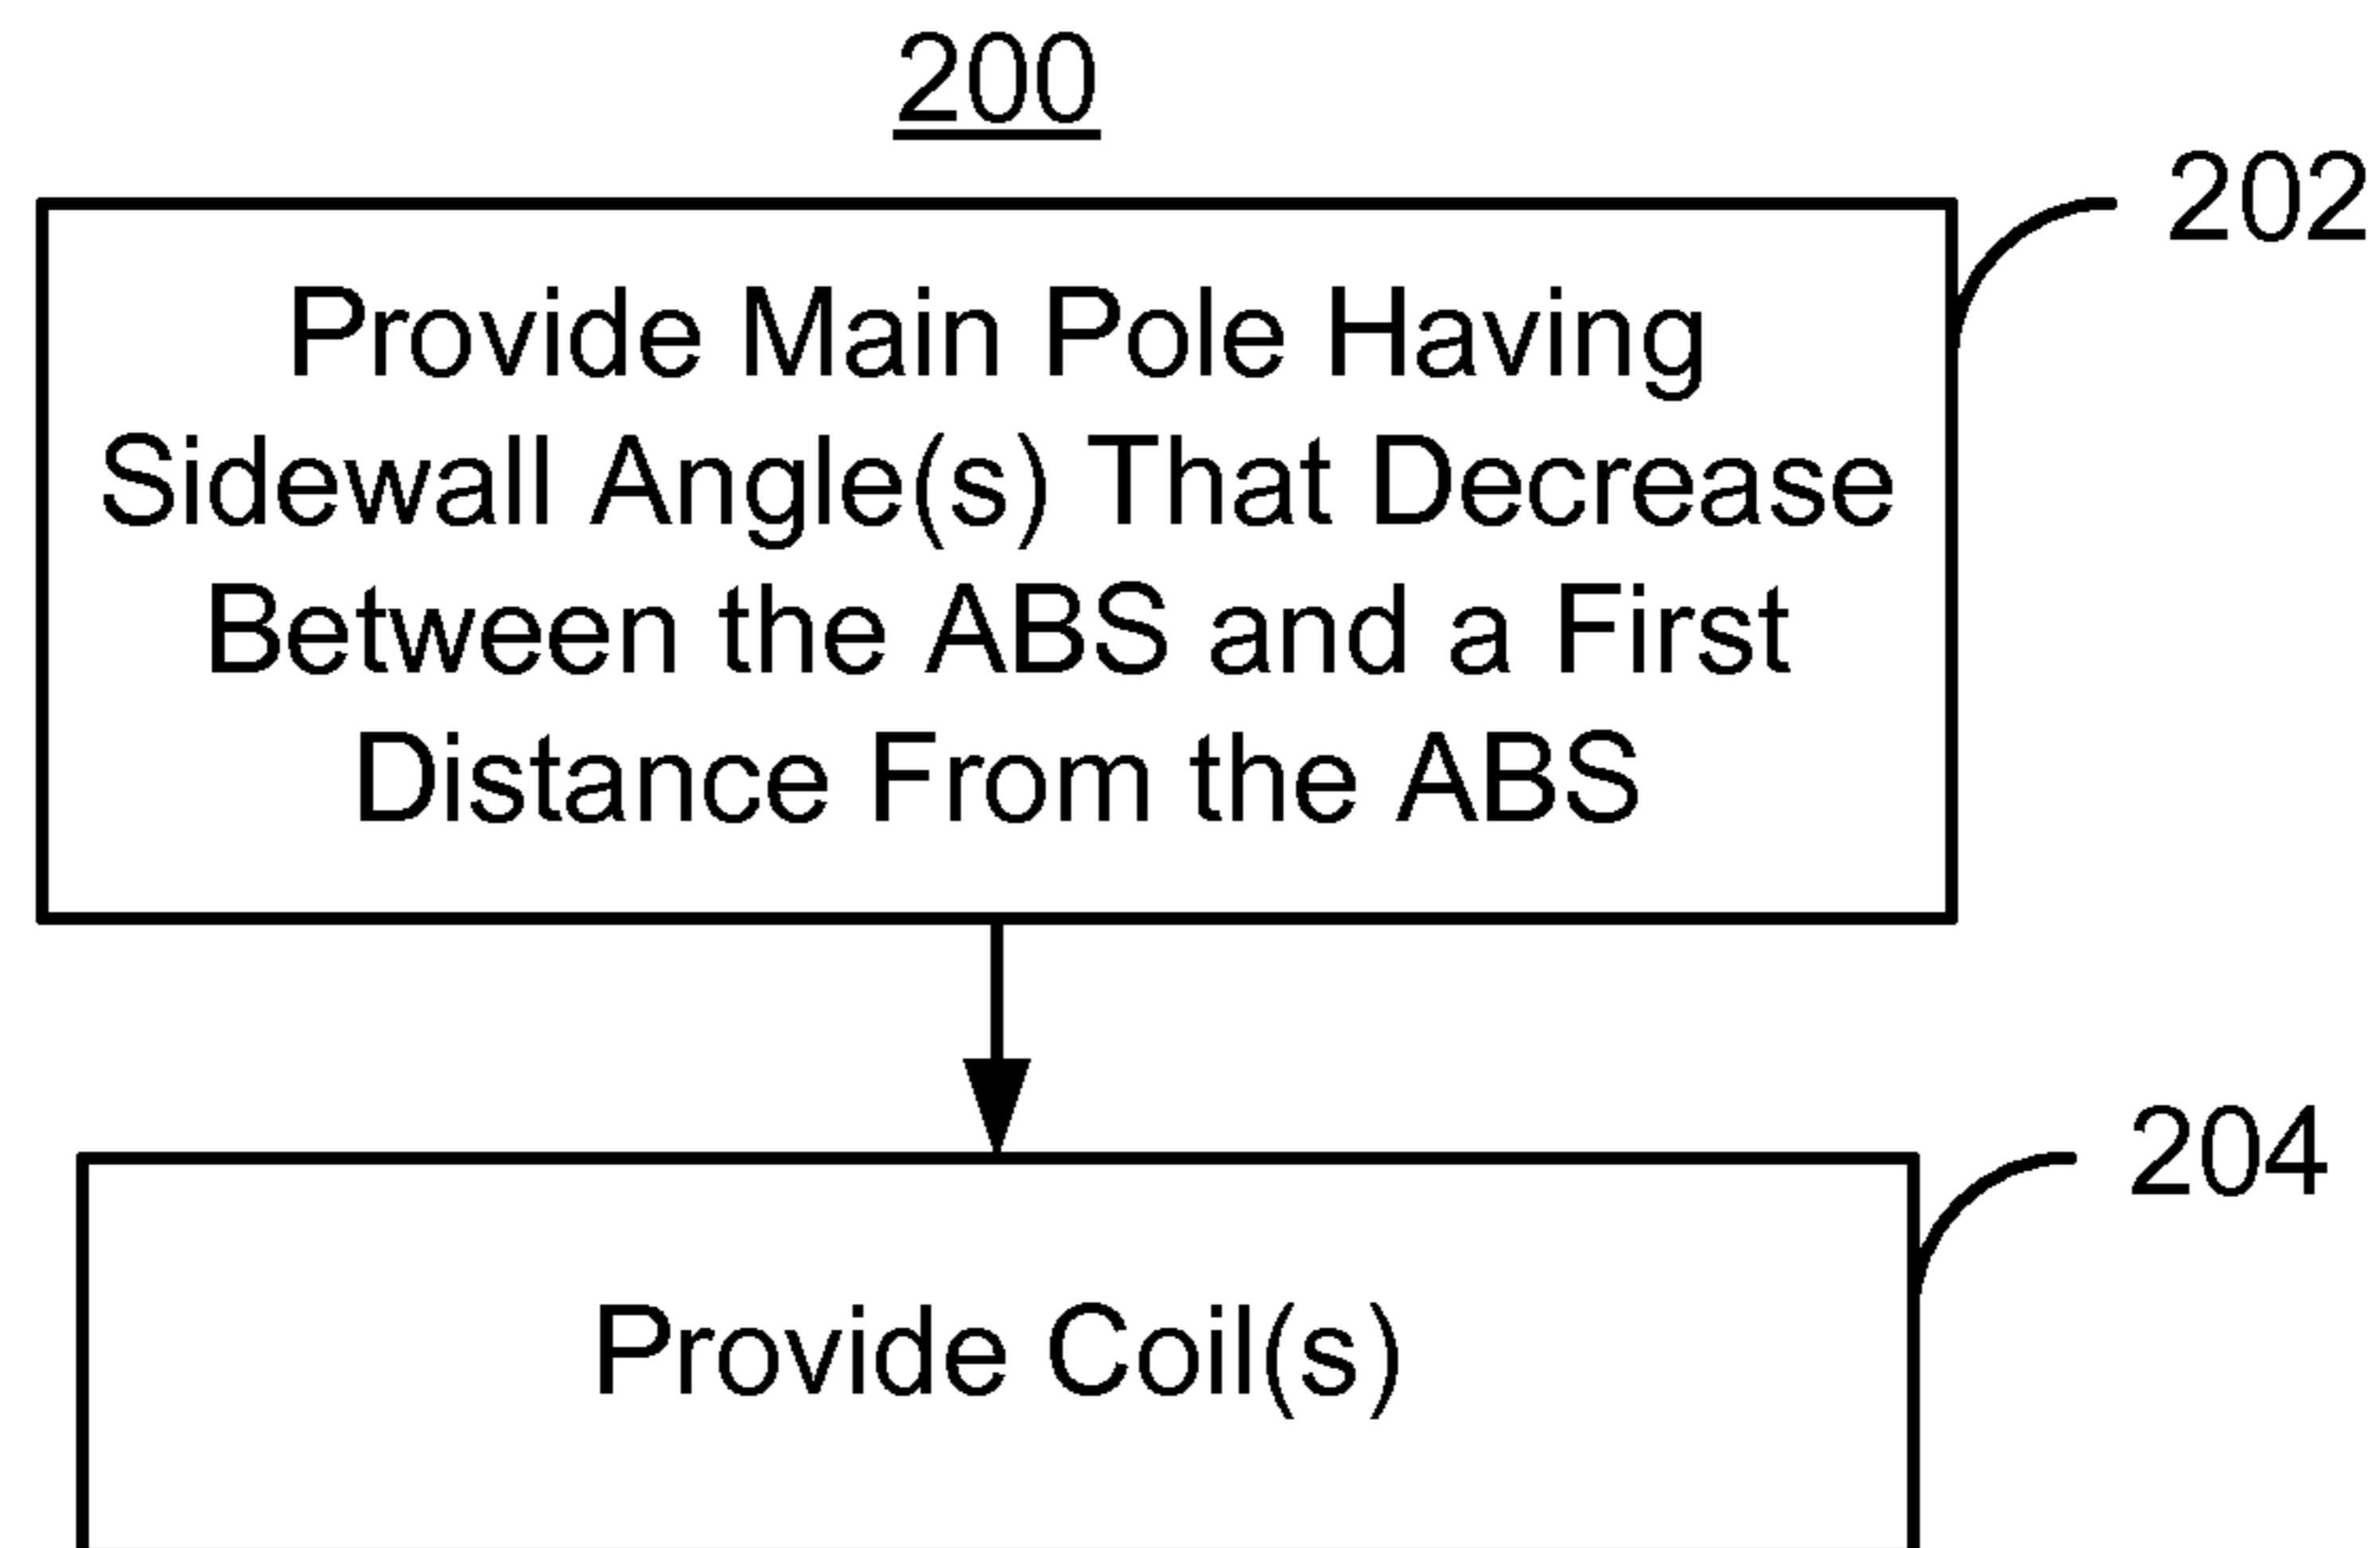 200
202
Provide Main Pole Having
Sidewall Angle(s) That Decrease
Between the ABS and a First
Distance From the ABS
204
Provide Coil(s)